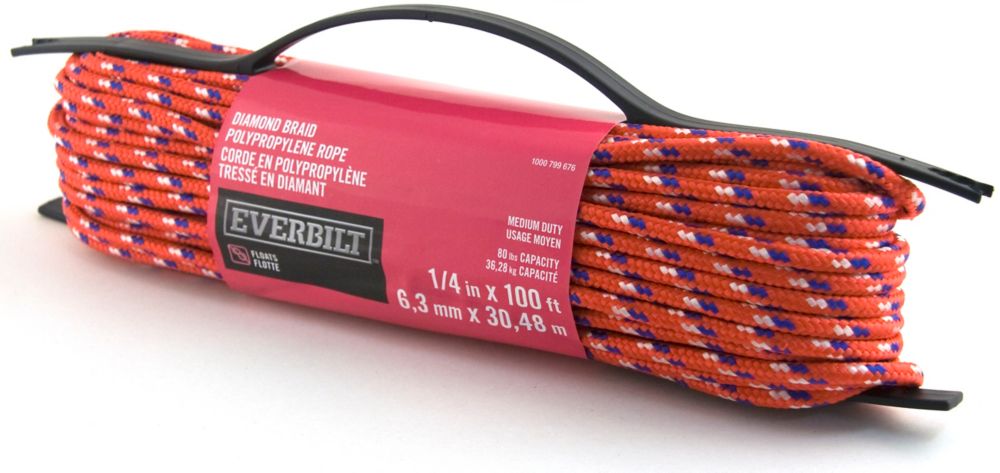 DIAMOND BRAID
POLYPROPYLENE ROPE
CORDE EN POLYPROPYLÈNE
TRESSÉ EN DIAMANT
EVERBILT
FLOATS
FLOTTE
1000 799 676
MEDIUM DUTY
USAGE MOYEN
80 lbs CAPACITY
36,28 kg CAPACITÉ
1/4 in x 100 ft
6,3 mm x 30,48 m